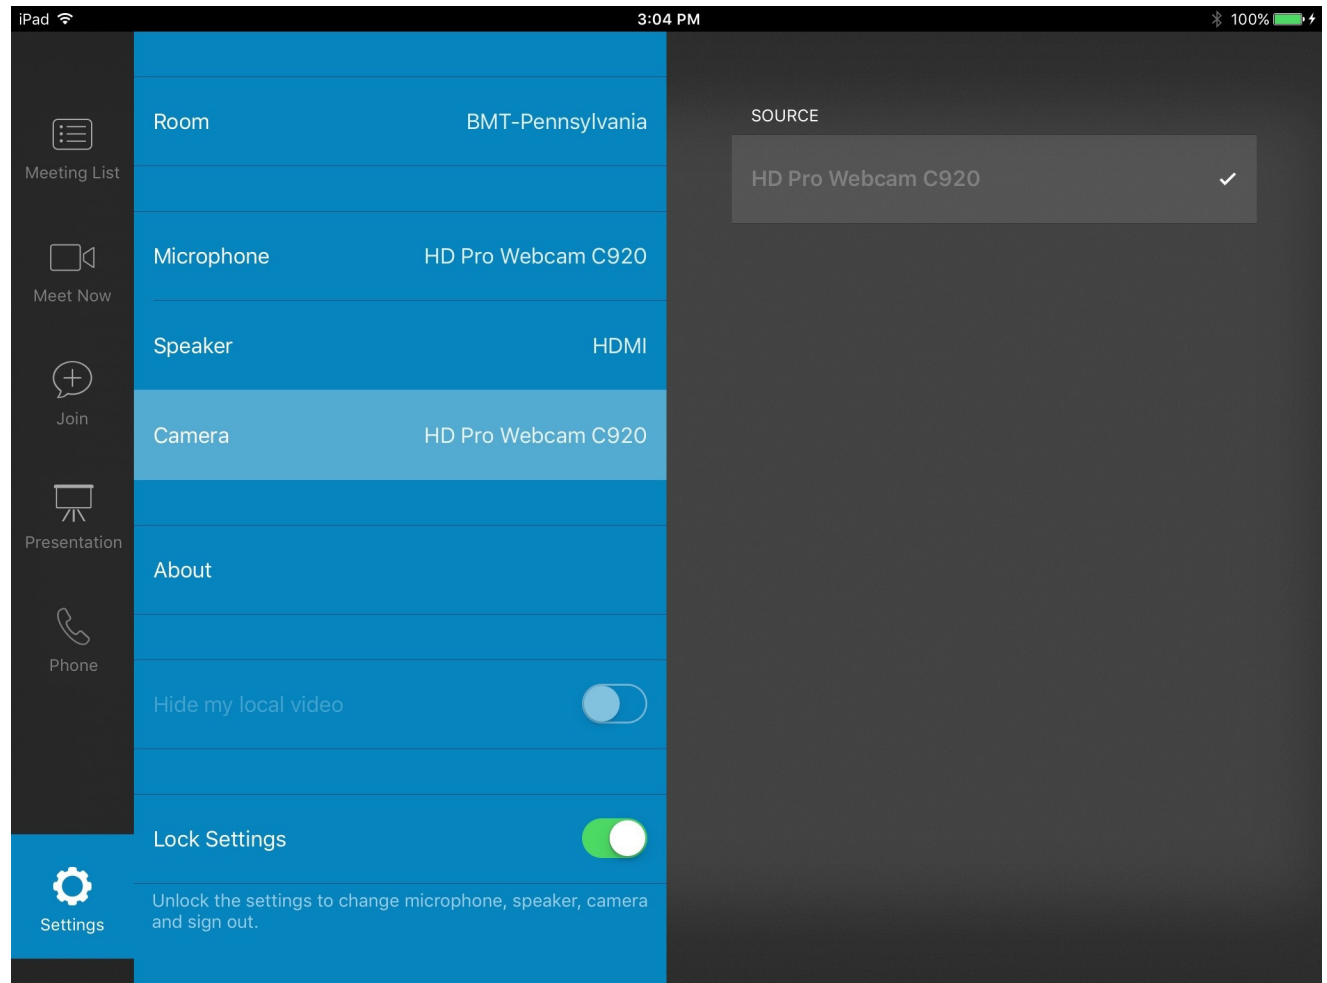 iPad
3:04 PM
100%
Meeting List
Meet Now
Join
Presentation
Phone
Settings
Room BMT-Pennsylvania
Microphone HD Pro Webcam C920
Speaker HDMI
Camera HD Pro Webcam C920
About
Hide my local video
Lock Settings
Unlock the settings to change microphone, speaker, camera
and sign out.
SOURCE
HD Pro Webcam C920